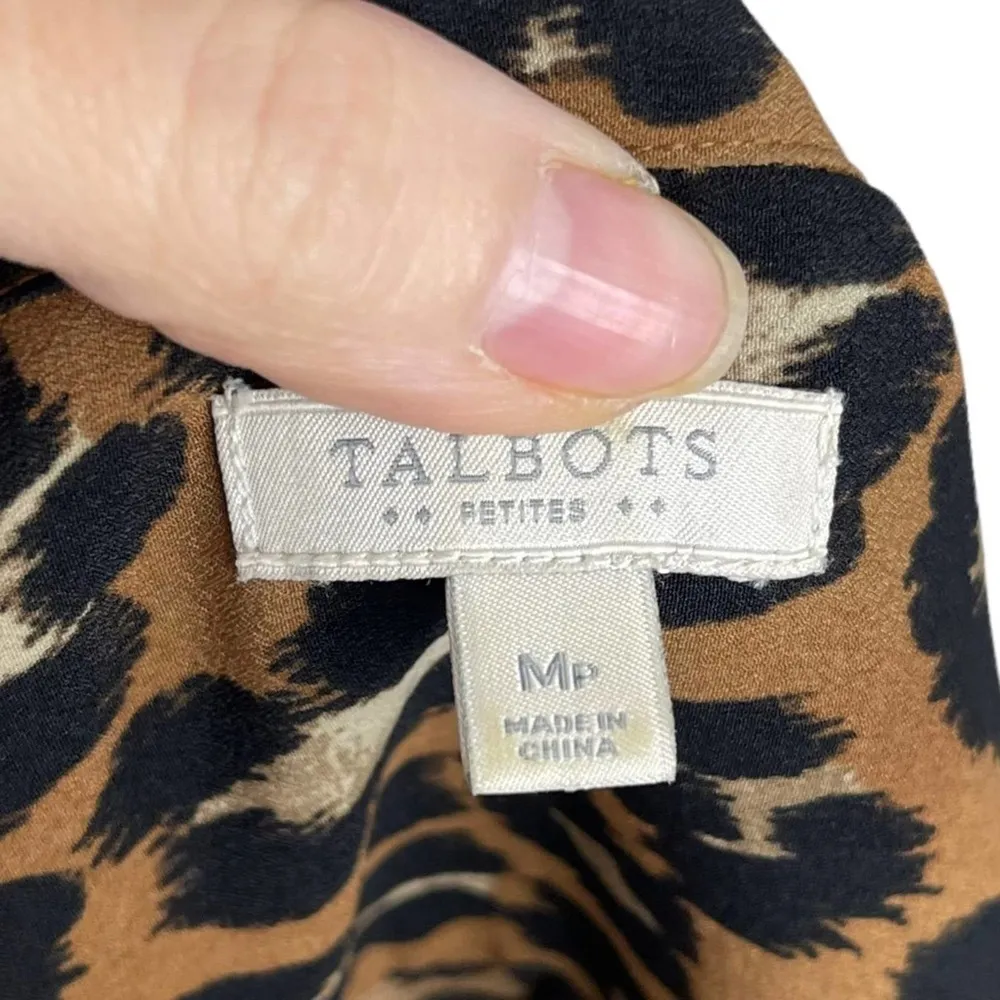 TALBOTS
PETITES
MP
MADE IN
CHINA